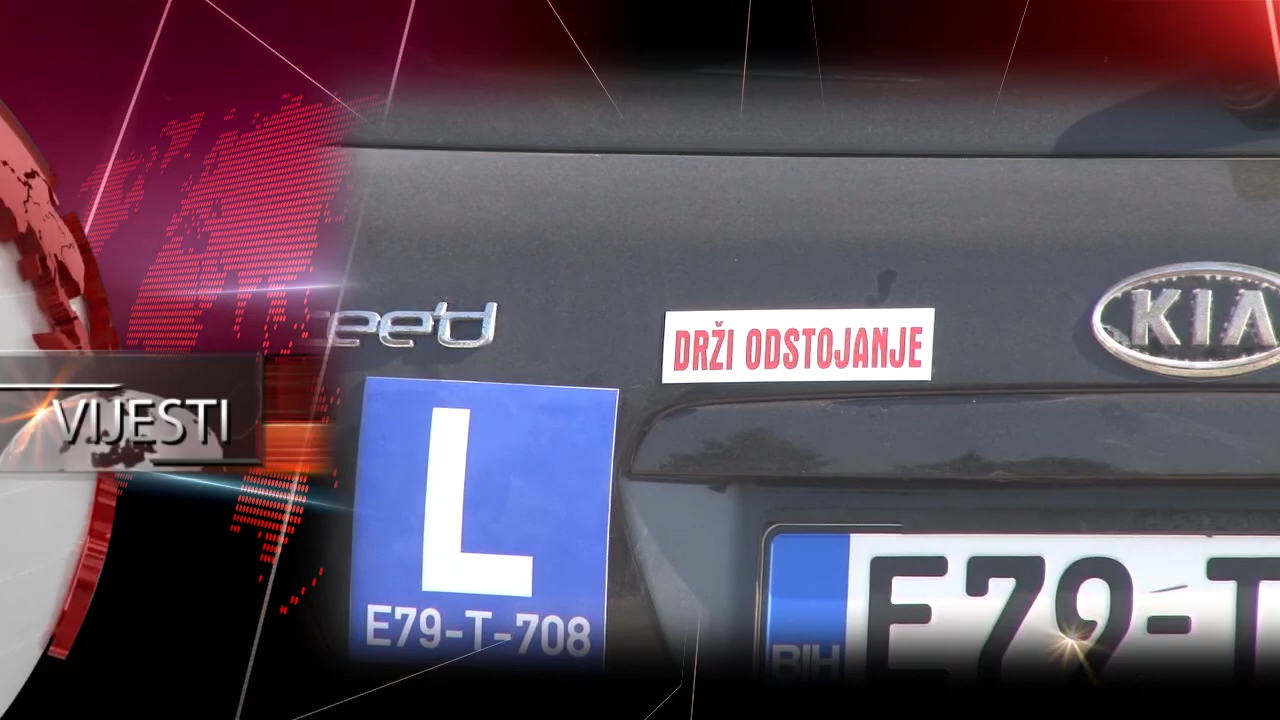 VIJESTI
cee'd
DRŽI ODSTOJANJE
KIA
L
E79-T-708
BIH
E79-T